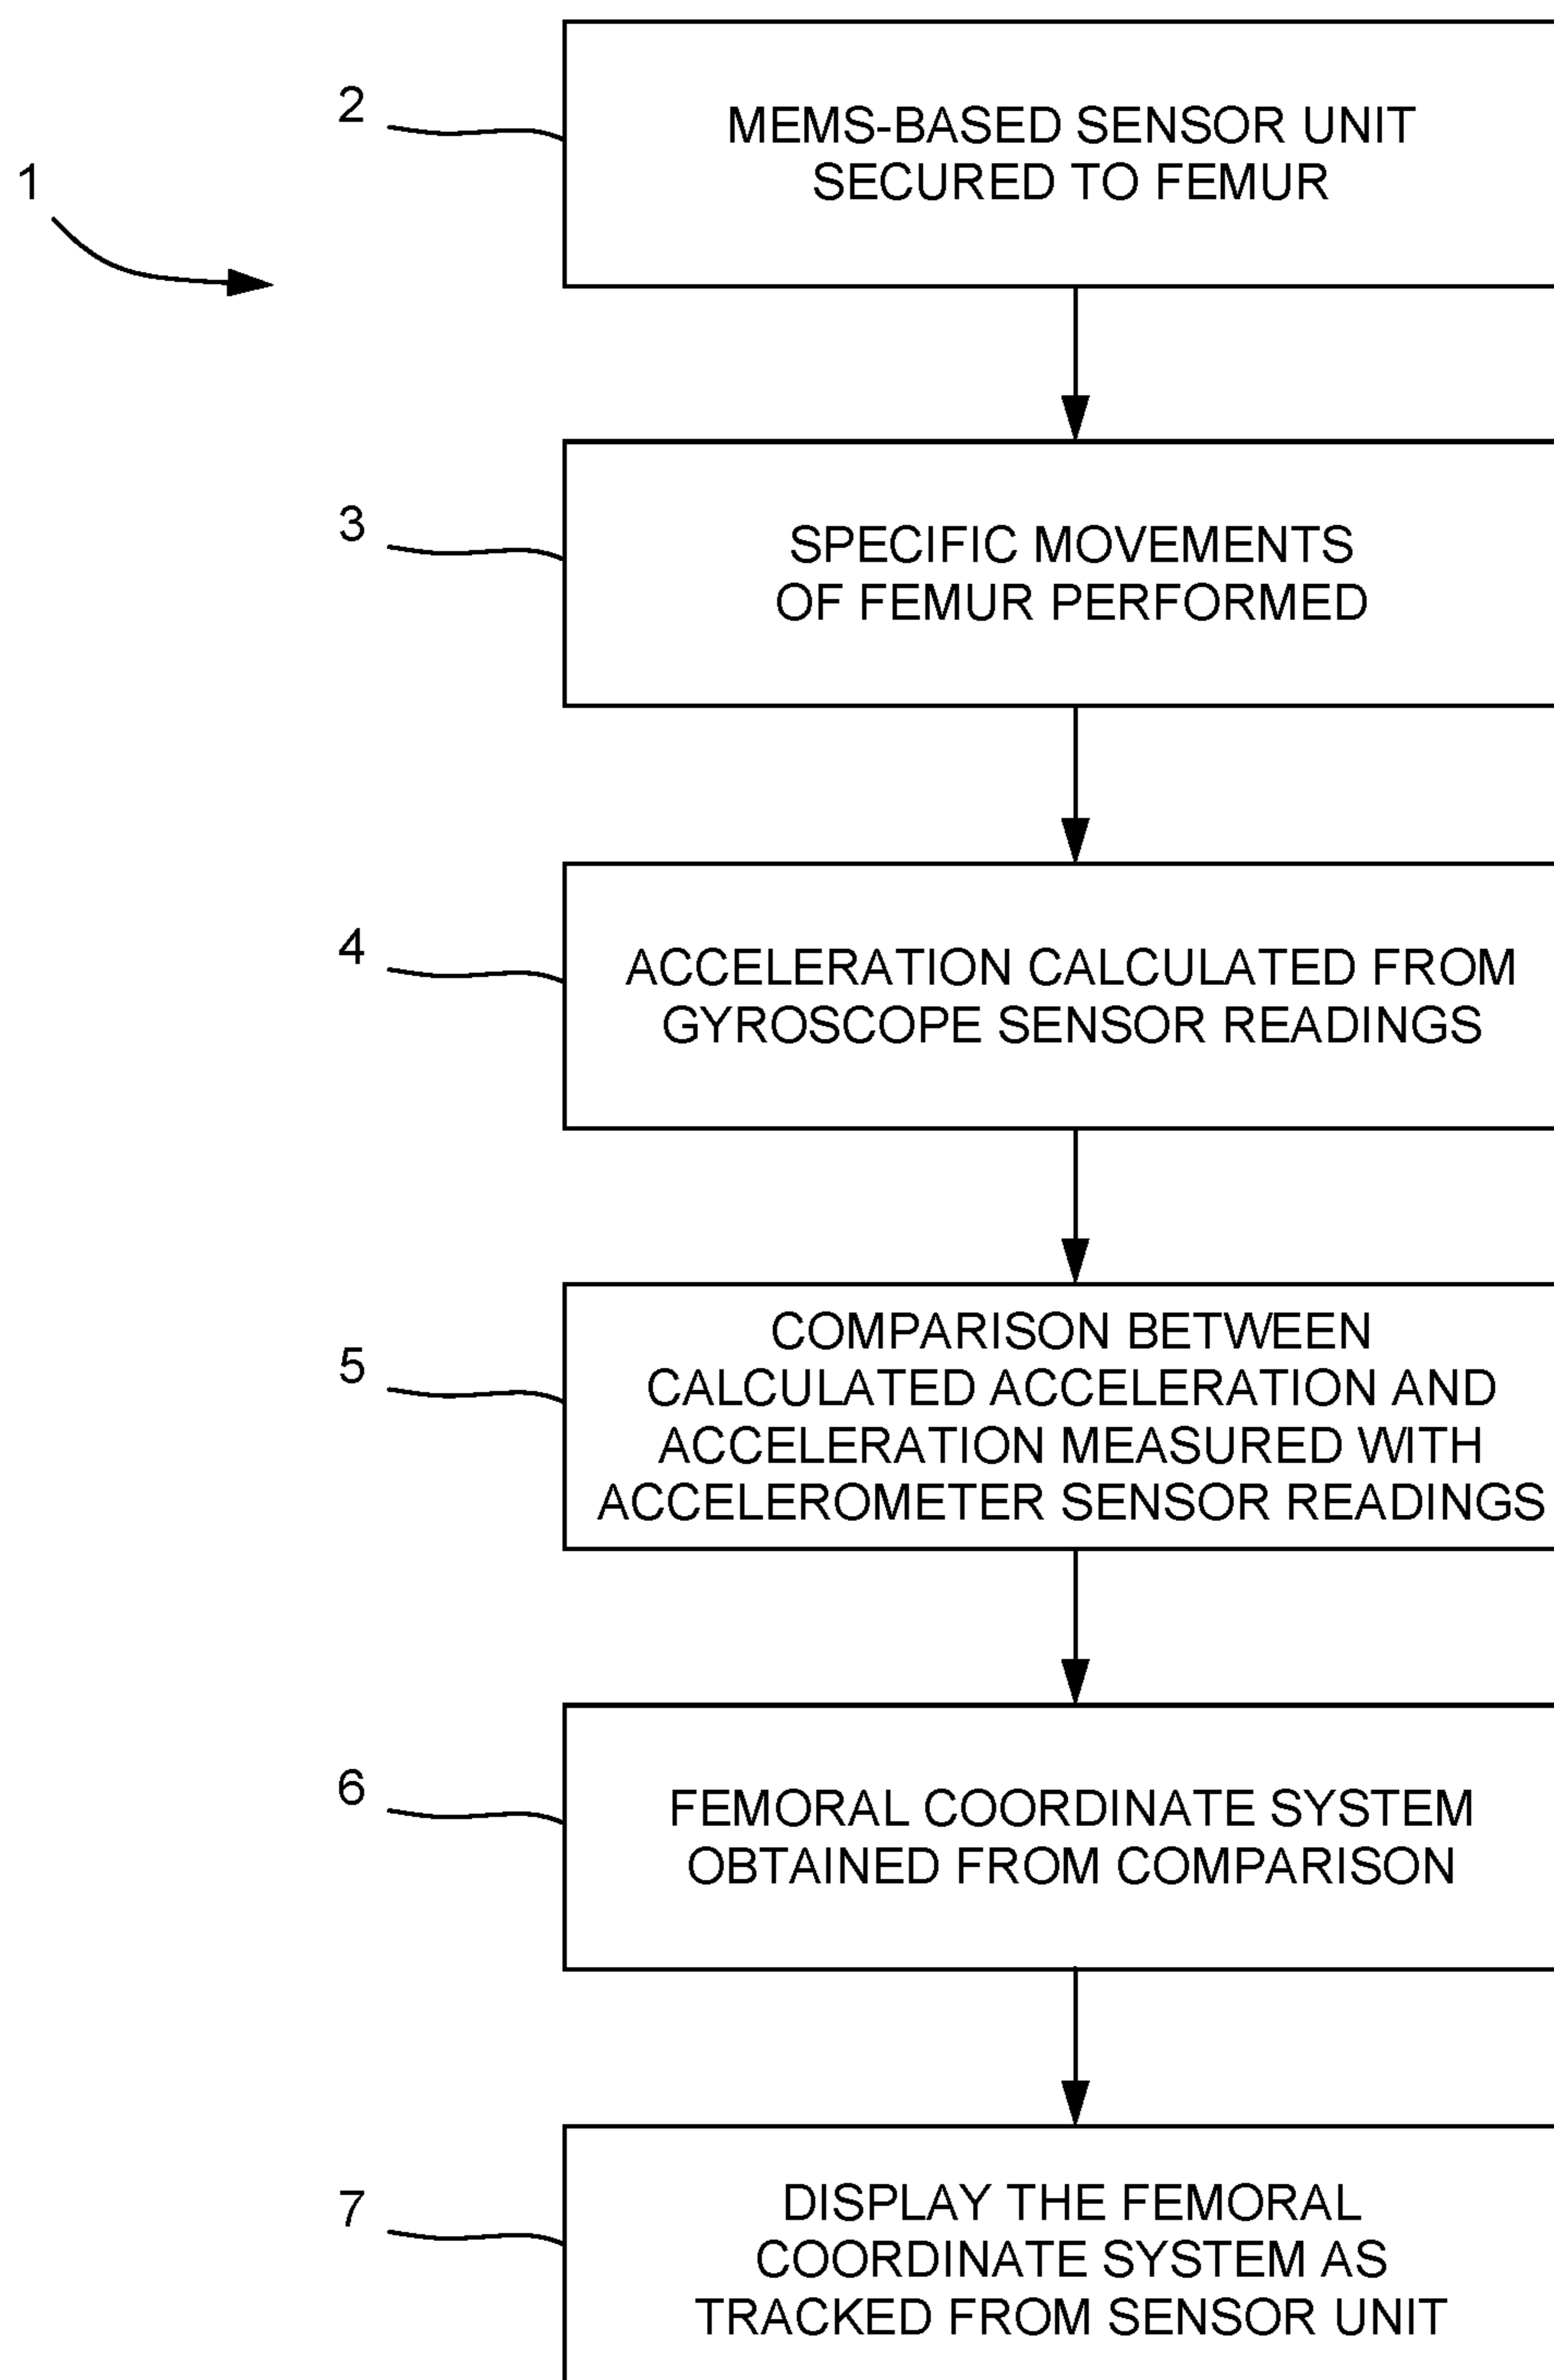 1
2
MEMS-BASED SENSOR UNIT
SECURED TO FEMUR
3
SPECIFIC MOVEMENTS
OF FEMUR PERFORMED
4
ACCELERATION CALCULATED FROM
GYROSCOPE SENSOR READINGS
5
COMPARISON BETWEEN
CALCULATED ACCELERATION AND
ACCELERATION MEASURED WITH
ACCELEROMETER SENSOR READINGS
6
FEMORAL COORDINATE SYSTEM
OBTAINED FROM COMPARISON
7
DISPLAY THE FEMORAL
COORDINATE SYSTEM AS
TRACKED FROM SENSOR UNIT